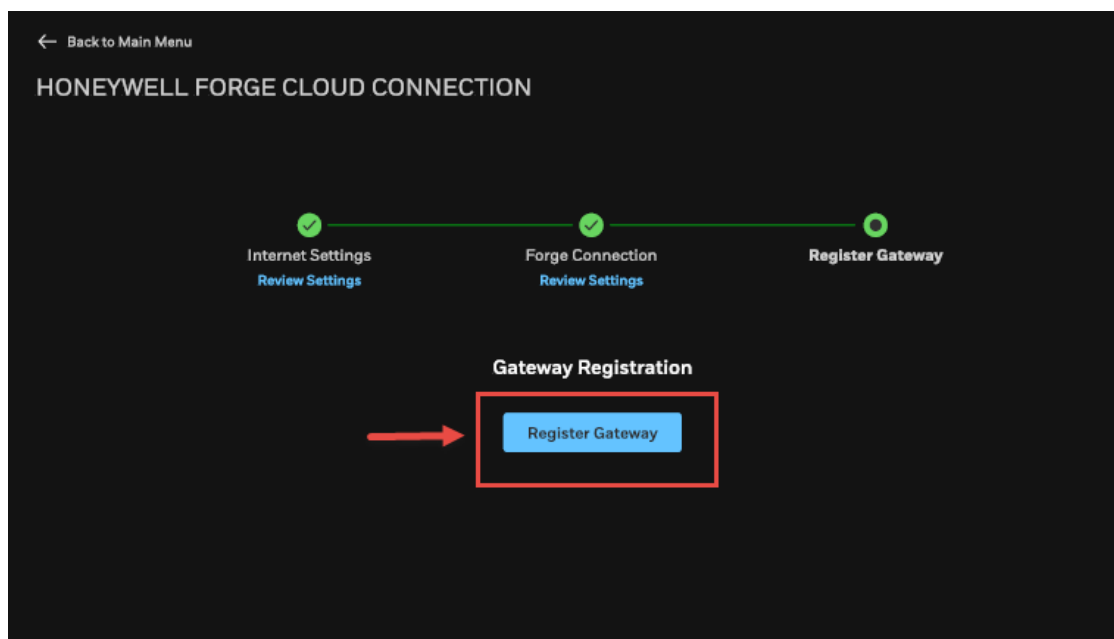 Back to Main Menu
HONEYWELL FORGE CLOUD CONNECTION
Internet Settings
Review Settings
Forge Connection
Review Settings
Register Gateway
Gateway Registration
Register Gateway